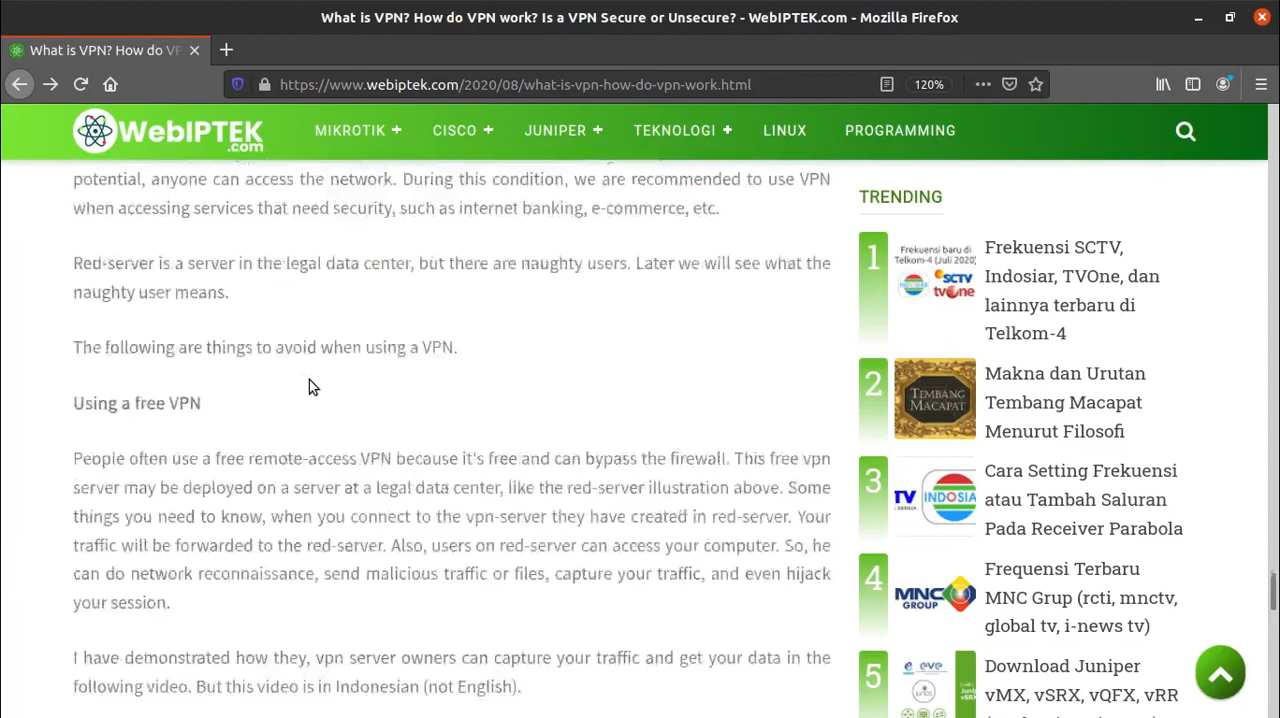 What is VPN? How do VPN work? Is a VPN Secure or Unsecure? - WebIPTEK.com - Mozilla Firefox
What is VPN? How do VP
https://www.webiptek.com/2020/08/what-is-vpn-how-do-vpn-work.html
120%
WebIPTEK
.com
MIKROTIK +
CISCO +
JUNIPER +
TEKNOLOGI +
LINUX
PROGRAMMING
potential, anyone can access the network. During this condition, we are recommended to use VPN
when accessing services that need security, such as internet banking, e-commerce, etc.
Red-server is a server in the legal data center, but there are naughty users. Later we will see what the
naughty user means.
The following are things to avoid when using a VPN.
Using a free VPN
People often use a free remote-access VPN because it's free and can bypass the firewall. This free vpn
server may be deployed on a server at a legal data center, like the red-server illustration above. Some
things you need to know, when you connect to the vpn-server they have created in red-server. Your
traffic will be forwarded to the red-server. Also, users on red-server can access your computer. So, he
can do network reconnaissance, send malicious traffic or files, capture your traffic, and even hijack
your session.
I have demonstrated how they, vpn server owners can capture your traffic and get your data in the
following video. But this video is in Indonesian (not English).
TRENDING
1
Frekuensi baru di
Telkom-4 (Juli 2020)
SCTV
tvOne
Frekuensi SCTV,
Indosiar, TVOne, dan
lainnya terbaru di
Telkom-4
2
TEMBANG
MACAPAT
Makna dan Urutan
Tembang Macapat
Menurut Filosofi
3
TV
INDOSIA
Cara Setting Frekuensi
atau Tambah Saluran
Pada Receiver Parabola
4
MNC
GROUP
Frequensi Terbaru
MNC Grup (rcti, mnctv,
global tv, i-news tv)
5
eve
Download Juniper
vMX, vSRX, vQFX, vRR